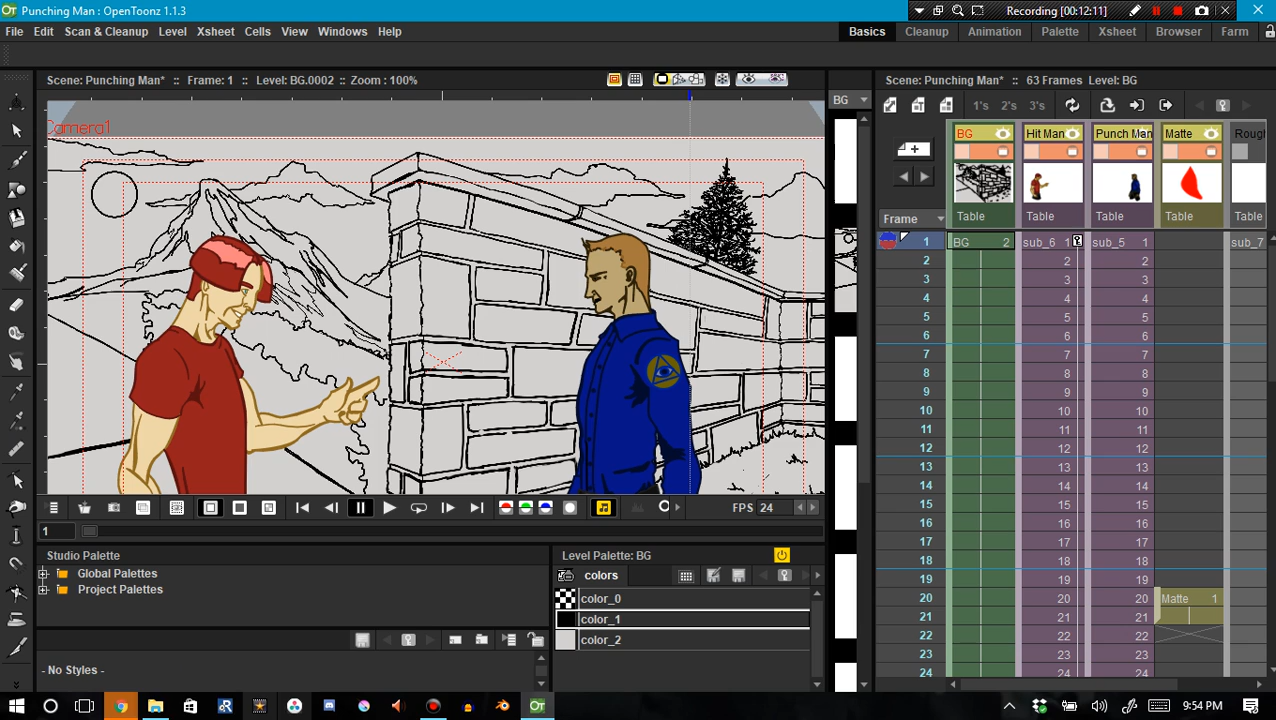 Punching Man : OpenToonz 1.1.3
Recording [00:12:11]
File Edit Scan & Cleanup Level Xsheet Cells View Windows Help
Basics Cleanup Animation Palette Xsheet Browser Farm
Scene: Punching Man* :: Frame: 1 :: Level: BG.0002 :: Zoom : 100%
Scene: Punching Man* :: 63 Frames Level: BG
BG
1's 2's 3's
Camera1
BG Hit Man Punch Man Matte Rough
Table Table Table Table Table
Frame
1 BG 2 sub_6 1 sub_5 1 sub_7
2 2 2
3 3 3
4 4 4
5 5 5
6 6 6
7 7 7
8 8 8
9 9 9
10 10 10
11 11 11
12 12 12
13 13 13
14 14 14
15 15 15
16 16 16
17 17 17
18 18 18
19 19 19
20 20 20 Matte 1
21 21 21
22 22 22
23 23 23
24 24 24
FPS 24
1
Studio Palette
Global Palettes
Project Palettes
- No Styles -
Level Palette: BG
colors
color_0
color_1
color_2
9:54 PM